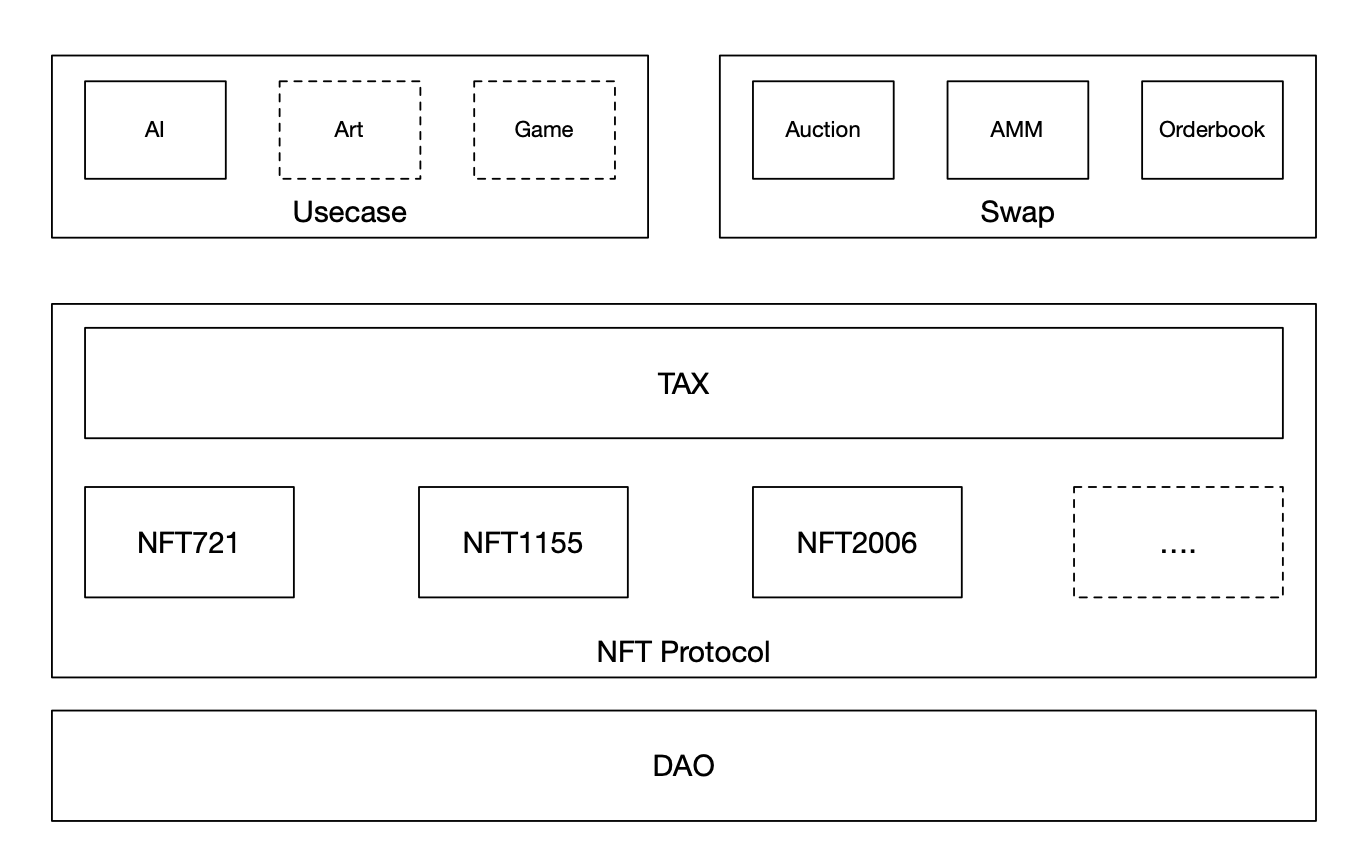 AI
Art
Game
Usecase
Auction
AMM
Orderbook
Swap
TAX
NFT721
NFT1155
NFT2006
....
NFT Protocol
DAO